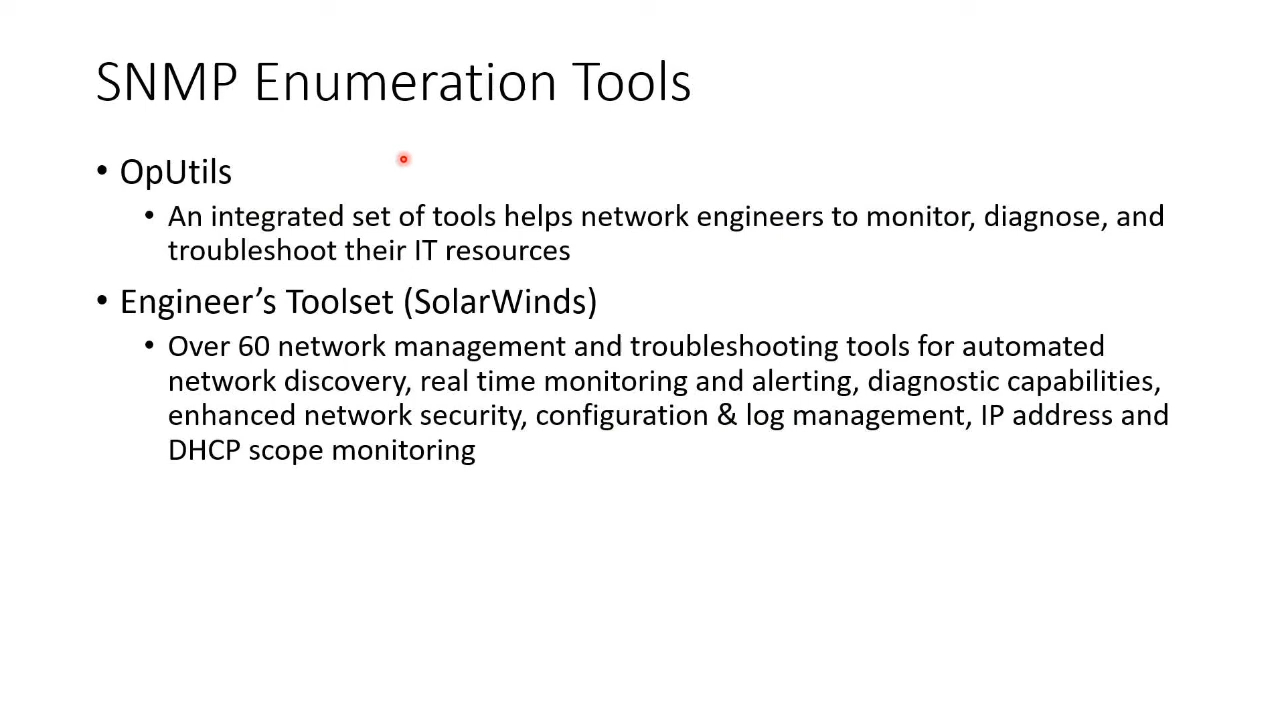 SNMP Enumeration Tools
• OpUtils
• An integrated set of tools helps network engineers to monitor, diagnose, and
troubleshoot their IT resources
• Engineer’s Toolset (SolarWinds)
• Over 60 network management and troubleshooting tools for automated
network discovery, real time monitoring and alerting, diagnostic capabilities,
enhanced network security, configuration & log management, IP address and
DHCP scope monitoring